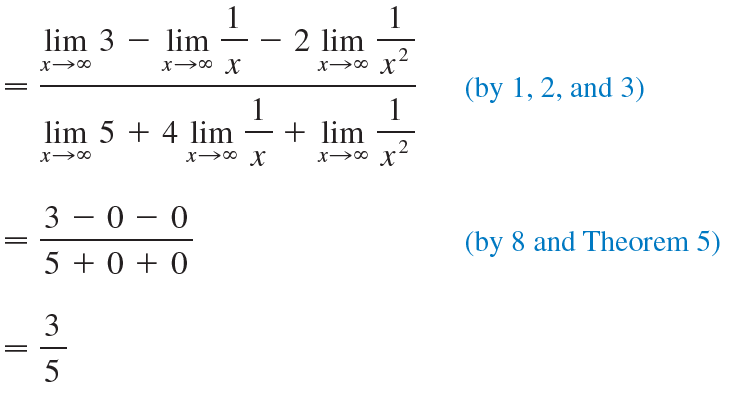 = \frac{\lim_{x \to \infty} 3 - \lim_{x \to \infty} \frac{1}{x} - 2 \lim_{x \to \infty} \frac{1}{x^2}}{\lim_{x \to \infty} 5 + 4 \lim_{x \to \infty} \frac{1}{x} + \lim_{x \to \infty} \frac{1}{x^2}} (by 1, 2, and 3)
= \frac{3 - 0 - 0}{5 + 0 + 0} (by 8 and Theorem 5)
= \frac{3}{5}